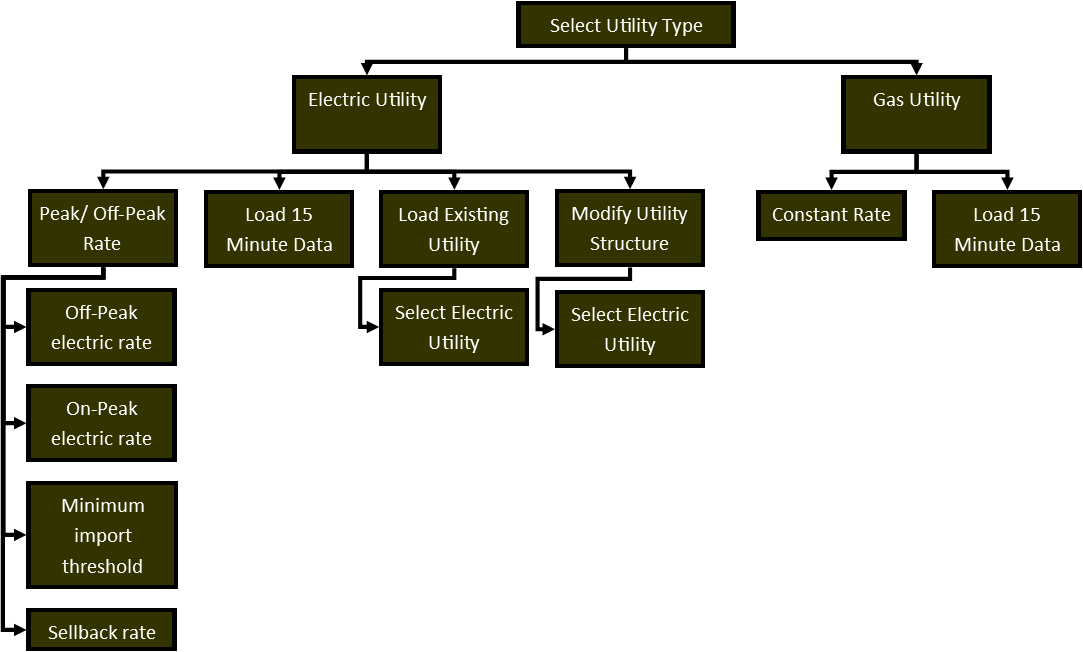 Select Utility Type
Electric Utility
Gas Utility
Peak/ Off-Peak
Rate
Load 15
Minute Data
Load Existing
Utility
Modify Utility
Structure
Constant Rate
Load 15
Minute Data
Off-Peak
electric rate
Select Electric
Utility
Select Electric
Utility
On-Peak
electric rate
Minimum
import
threshold
Sellback rate